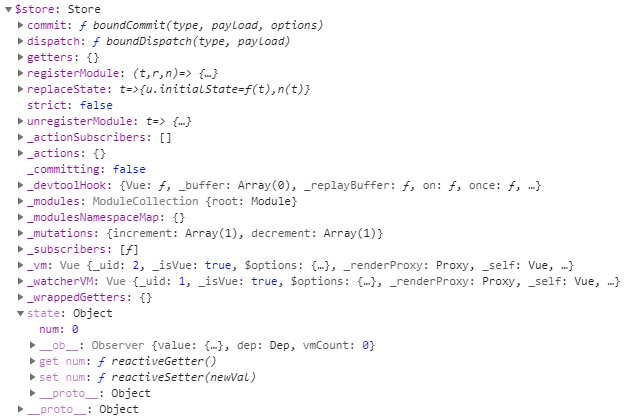 $store: Store
commit: ƒ boundCommit(type, payload, options)
dispatch: ƒ boundDispatch(type, payload)
getters: {}
registerModule: (t,r,n)=> {…}
replaceState: t=>{u.initialState=f(t),n(t)}
strict: false
unregisterModule: t=> {…}
_actionSubscribers: []
_actions: {}
_committing: false
_devtoolHook: {Vue: ƒ, _buffer: Array(0), _replayBuffer: ƒ, on: ƒ, once: ƒ, …}
_modules: ModuleCollection {root: Module}
_modulesNamespaceMap: {}
_mutations: {increment: Array(1), decrement: Array(1)}
_subscribers: [ƒ]
_vm: Vue {_uid: 2, _isVue: true, $options: {…}, _renderProxy: Proxy, _self: Vue, …}
_watcherVM: Vue {_uid: 1, _isVue: true, $options: {…}, _renderProxy: Proxy, _self: Vue, …}
_wrappedGetters: {}
state: Object
num: 0
__ob__: Observer {value: {…}, dep: Dep, vmCount: 0}
get num: ƒ reactiveGetter()
set num: ƒ reactiveSetter(newVal)
__proto__: Object
__proto__: Object